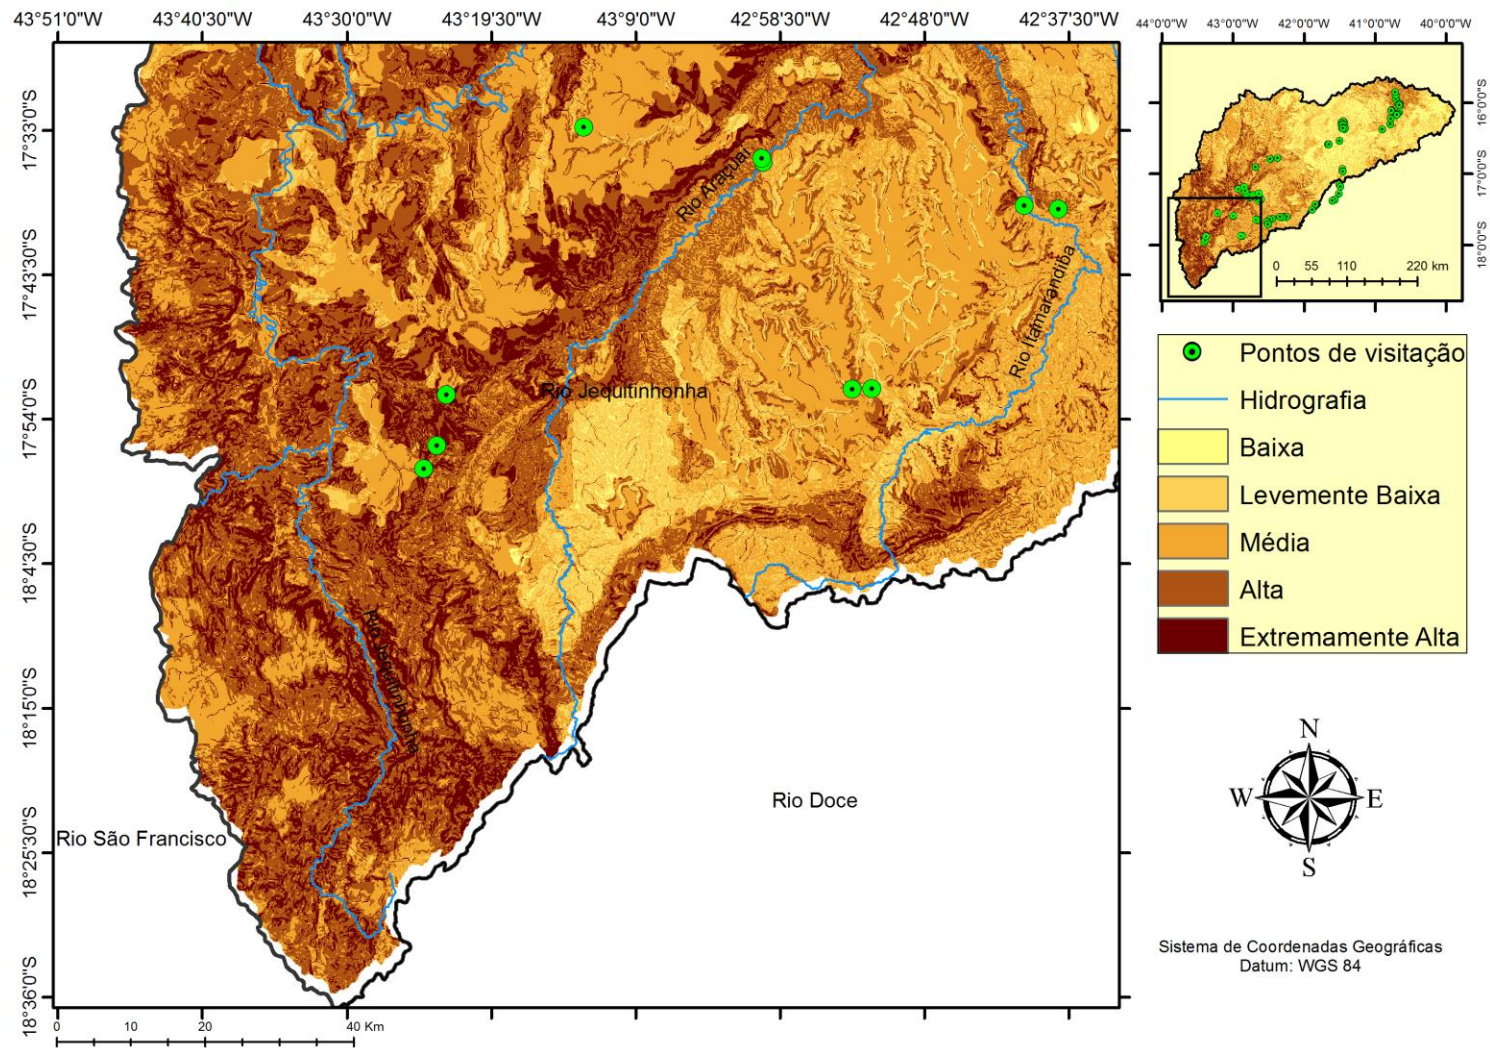 43°51'0"W 43°40'30"W 43°30'0"W 43°19'30"W 43°9'0"W 42°58'30"W 42°48'0"W 42°37'30"W
17°33'0"S
17°43'30"S
17°54'0"S
18°4'30"S
18°15'0"S
18°25'30"S
18°36'0"S
Rio Araçuaí
Rio Itamarandiba
Rio Jequitinhonha
Rio Jequitinhonha
Rio Doce
Rio São Francisco
0 10 20 40 Km
44°0'0"W 43°0'0"W 42°0'0"W 41°0'0"W 40°0'0"W
16°0'0"S
17°0'0"S
18°0'0"S
0 55 110 220 km
Pontos de visitação
Hidrografia
Baixa
Levemente Baixa
Média
Alta
Extremamente Alta
N
W E
S
Sistema de Coordenadas Geográficas
Datum: WGS 84